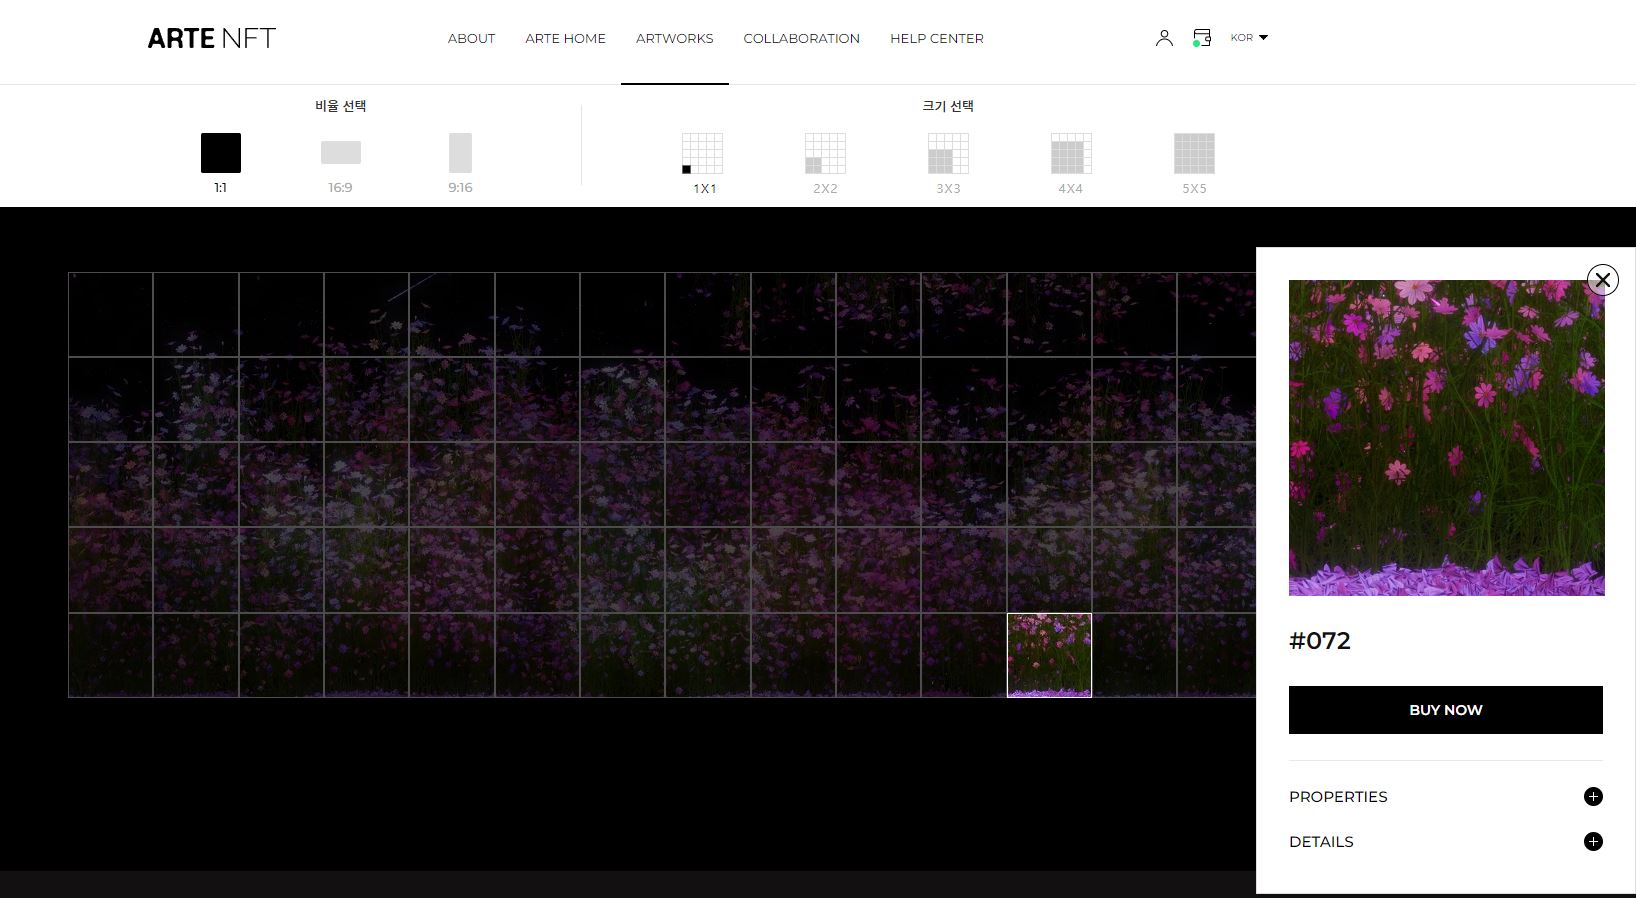 ARTE NFT
ABOUT
ARTE HOME
ARTWORKS
COLLABORATION
HELP CENTER
KOR
비율 선택
크기 선택
1:1
16:9
9:16
1X1
2X2
3X3
4X4
5X5
#072
BUY NOW
PROPERTIES
DETAILS